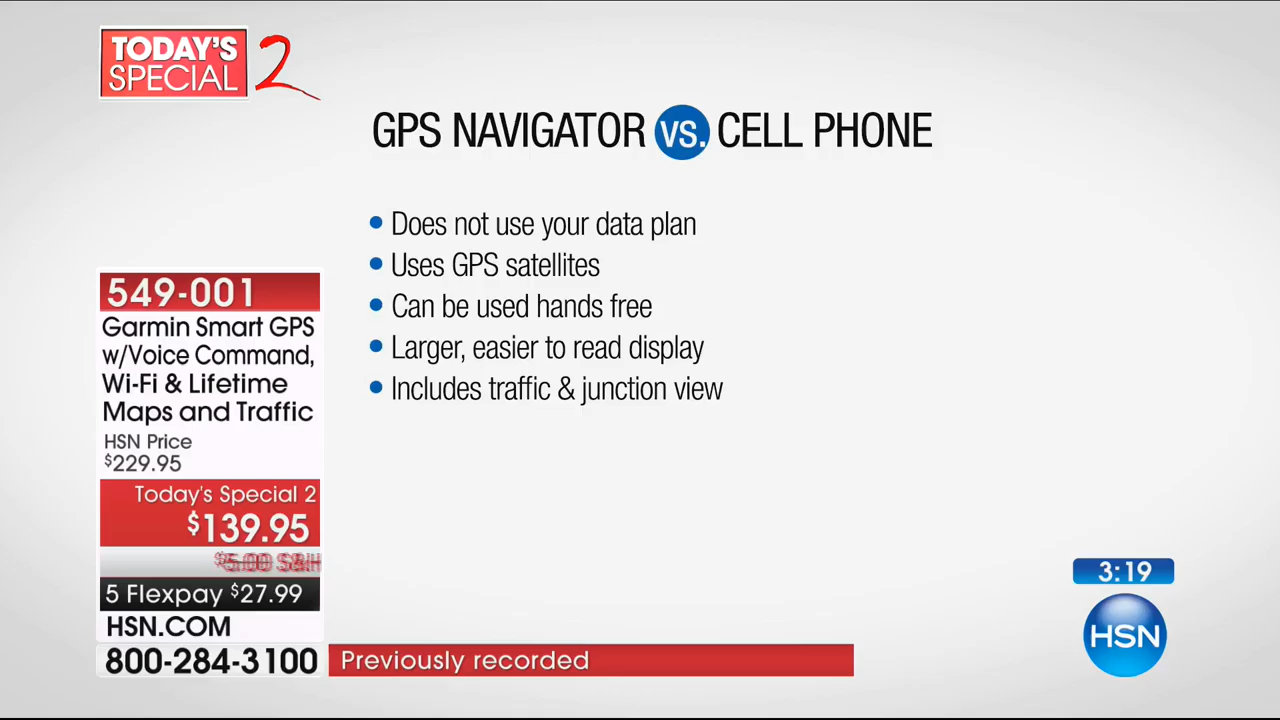 TODAY'S
SPECIAL 2
GPS NAVIGATOR VS. CELL PHONE
• Does not use your data plan
• Uses GPS satellites
• Can be used hands free
• Larger, easier to read display
• Includes traffic & junction view
549-001
Garmin Smart GPS
w/Voice Command,
Wi-Fi & Lifetime
Maps and Traffic
HSN Price
$229.95
Today's Special 2
$139.95
$5.00 S&H
5 Flexpay $27.99
HSN.COM
800-284-3100
Previously recorded
3:19
HSN